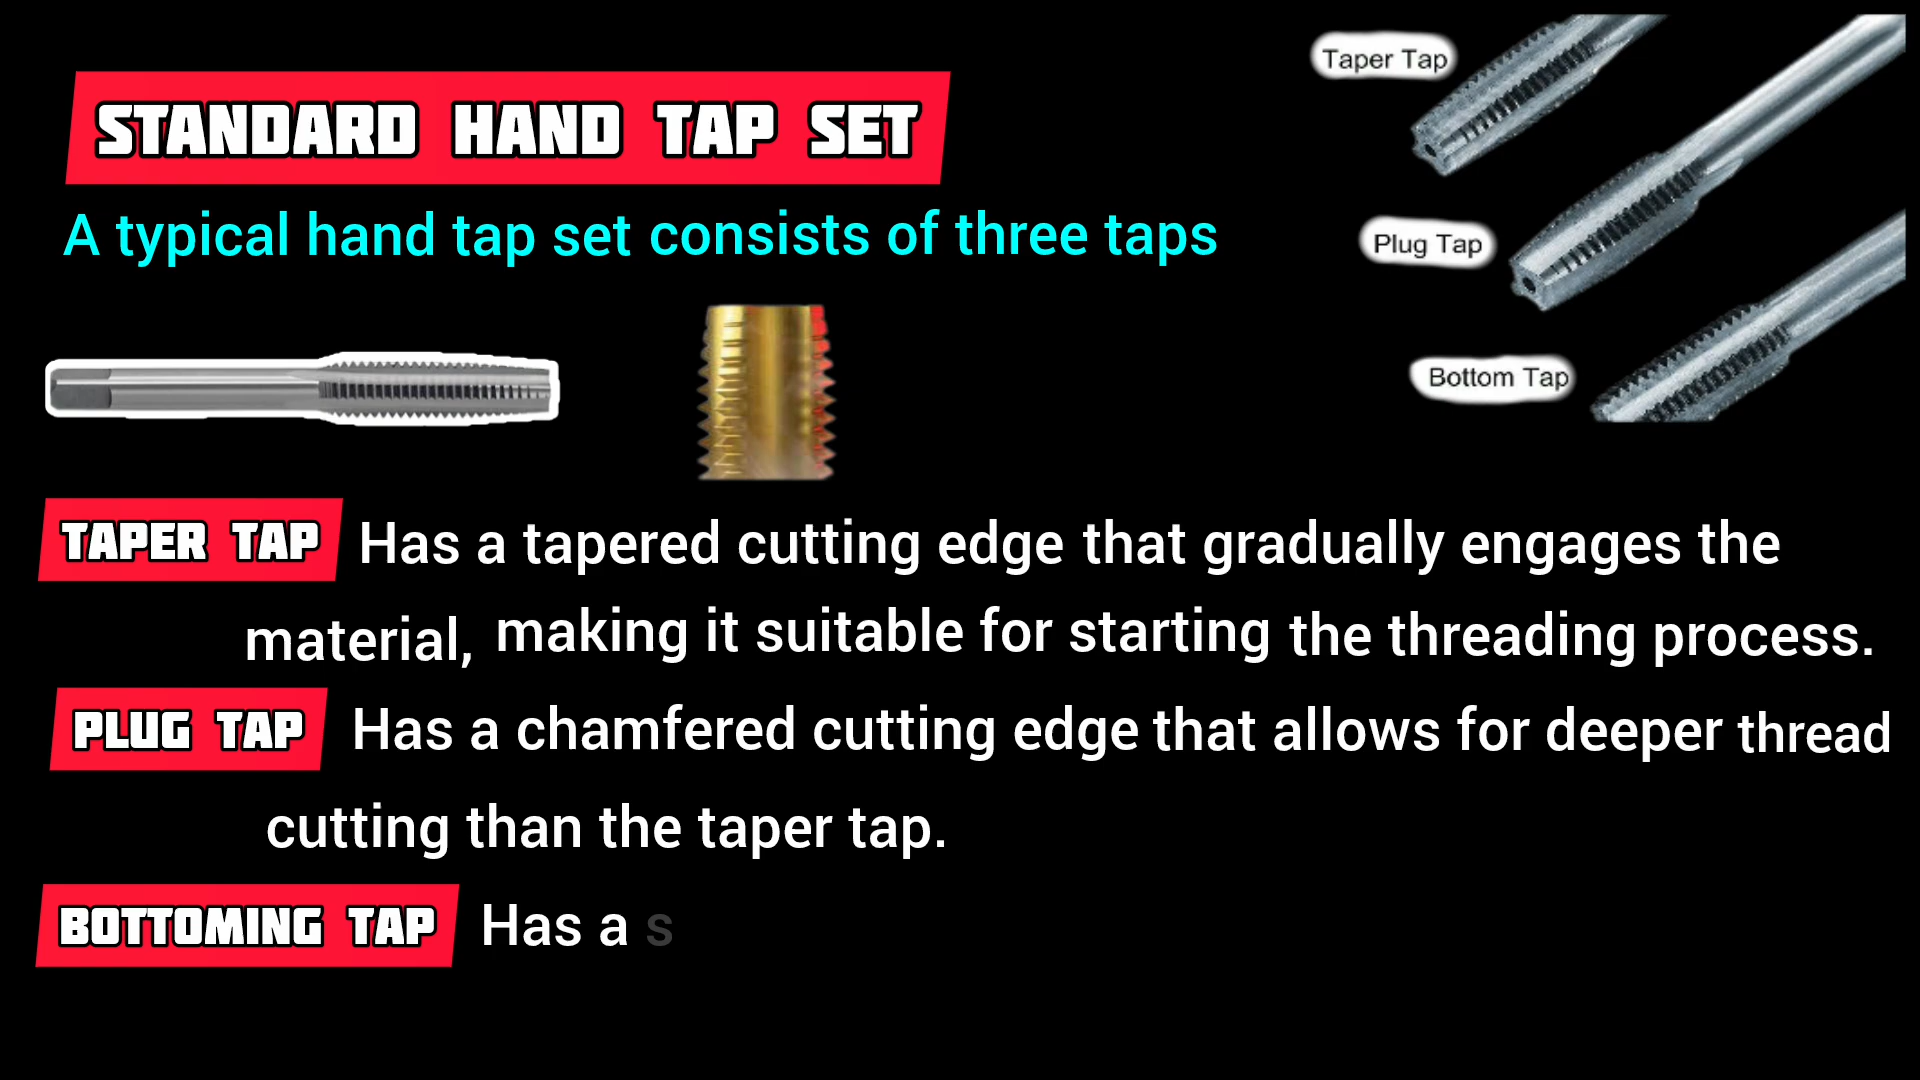 STANDARD HAND TAP SET
A typical hand tap set consists of three taps
Taper Tap
Plug Tap
Bottom Tap
TAPER TAP Has a tapered cutting edge that gradually engages the
material, making it suitable for starting the threading process.
PLUG TAP Has a chamfered cutting edge that allows for deeper thread
cutting than the taper tap.
BOTTOMING TAP Has a s